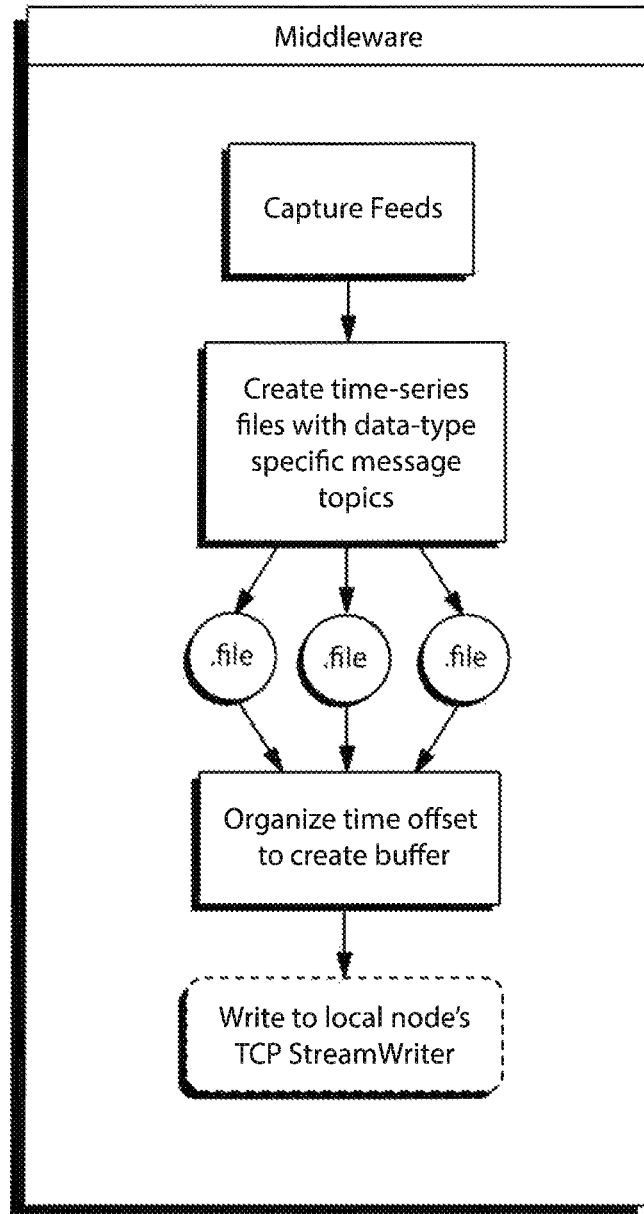 Middleware
Capture Feeds
Create time-series
files with data-type
specific message
topics
.file
.file
.file
Organize time offset
to create buffer
Write to local node's
TCP StreamWriter